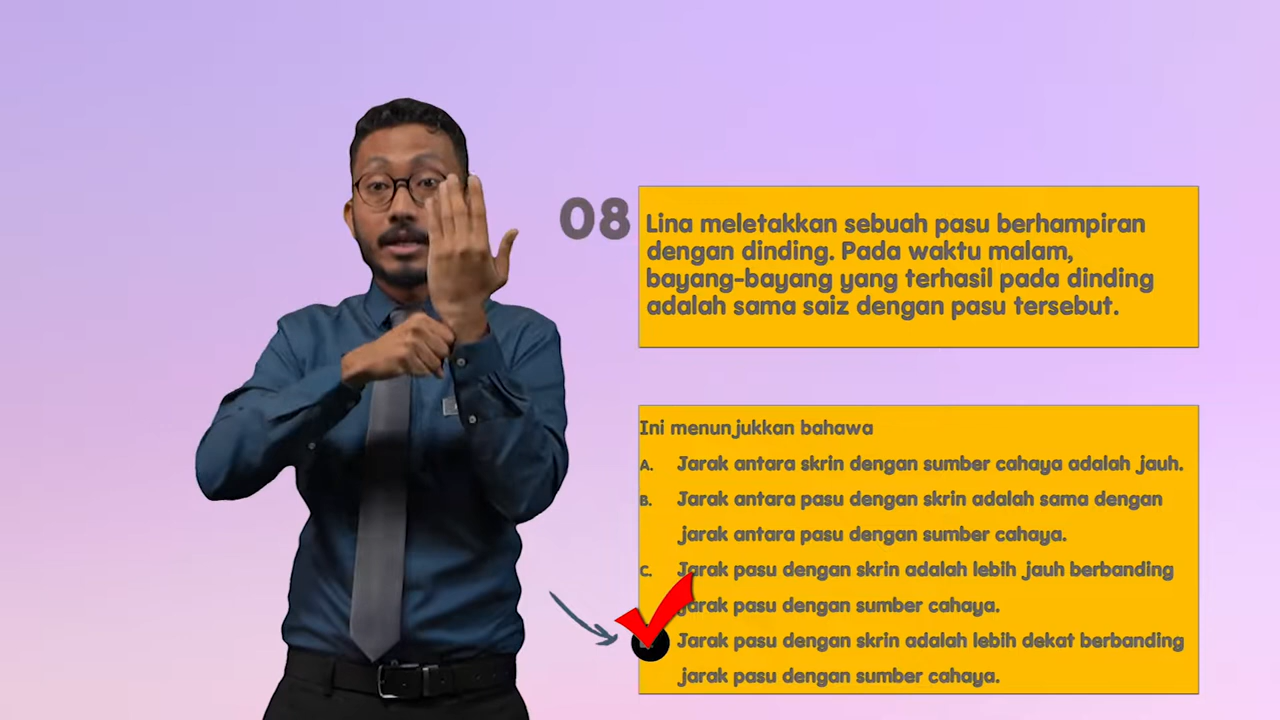 08
Lina meletakkan sebuah pasu berhampiran
dengan dinding. Pada waktu malam,
bayang-bayang yang terhasil pada dinding
adalah sama saiz dengan pasu tersebut.
Ini menunjukkan bahawa
A. Jarak antara skrin dengan sumber cahaya adalah jauh.
B. Jarak antara pasu dengan skrin adalah sama dengan
jarak antara pasu dengan sumber cahaya.
C. Jarak pasu dengan skrin adalah lebih jauh berbanding
jarak pasu dengan sumber cahaya.
Jarak pasu dengan skrin adalah lebih dekat berbanding
jarak pasu dengan sumber cahaya.